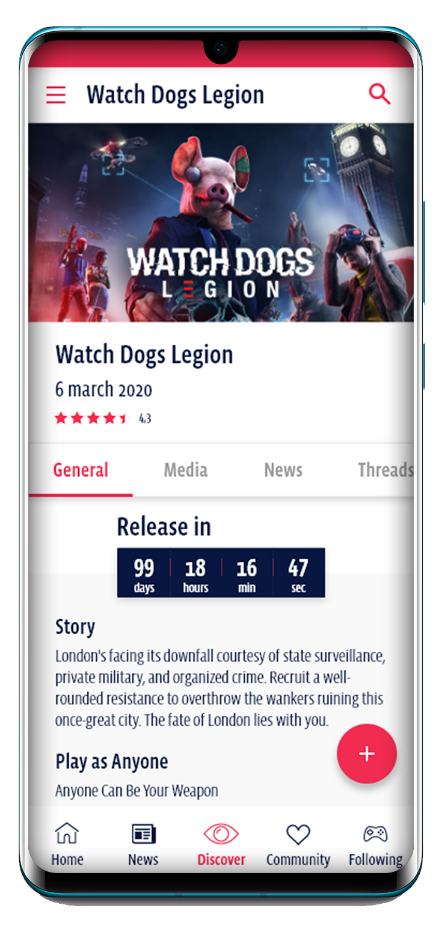 Watch Dogs Legion
WATCH DOGS
LEGION
Watch Dogs Legion
6 march 2020
4.3
General Media News Threads
Release in
99 18 16 47
days hours min sec
Story
London's facing its downfall courtesy of state surveillance,
private military, and organized crime. Recruit a well-
rounded resistance to overthrow the wankers ruining this
once-great city. The fate of London lies with you.
Play as Anyone
Anyone Can Be Your Weapon
+
Home News Discover Community Following